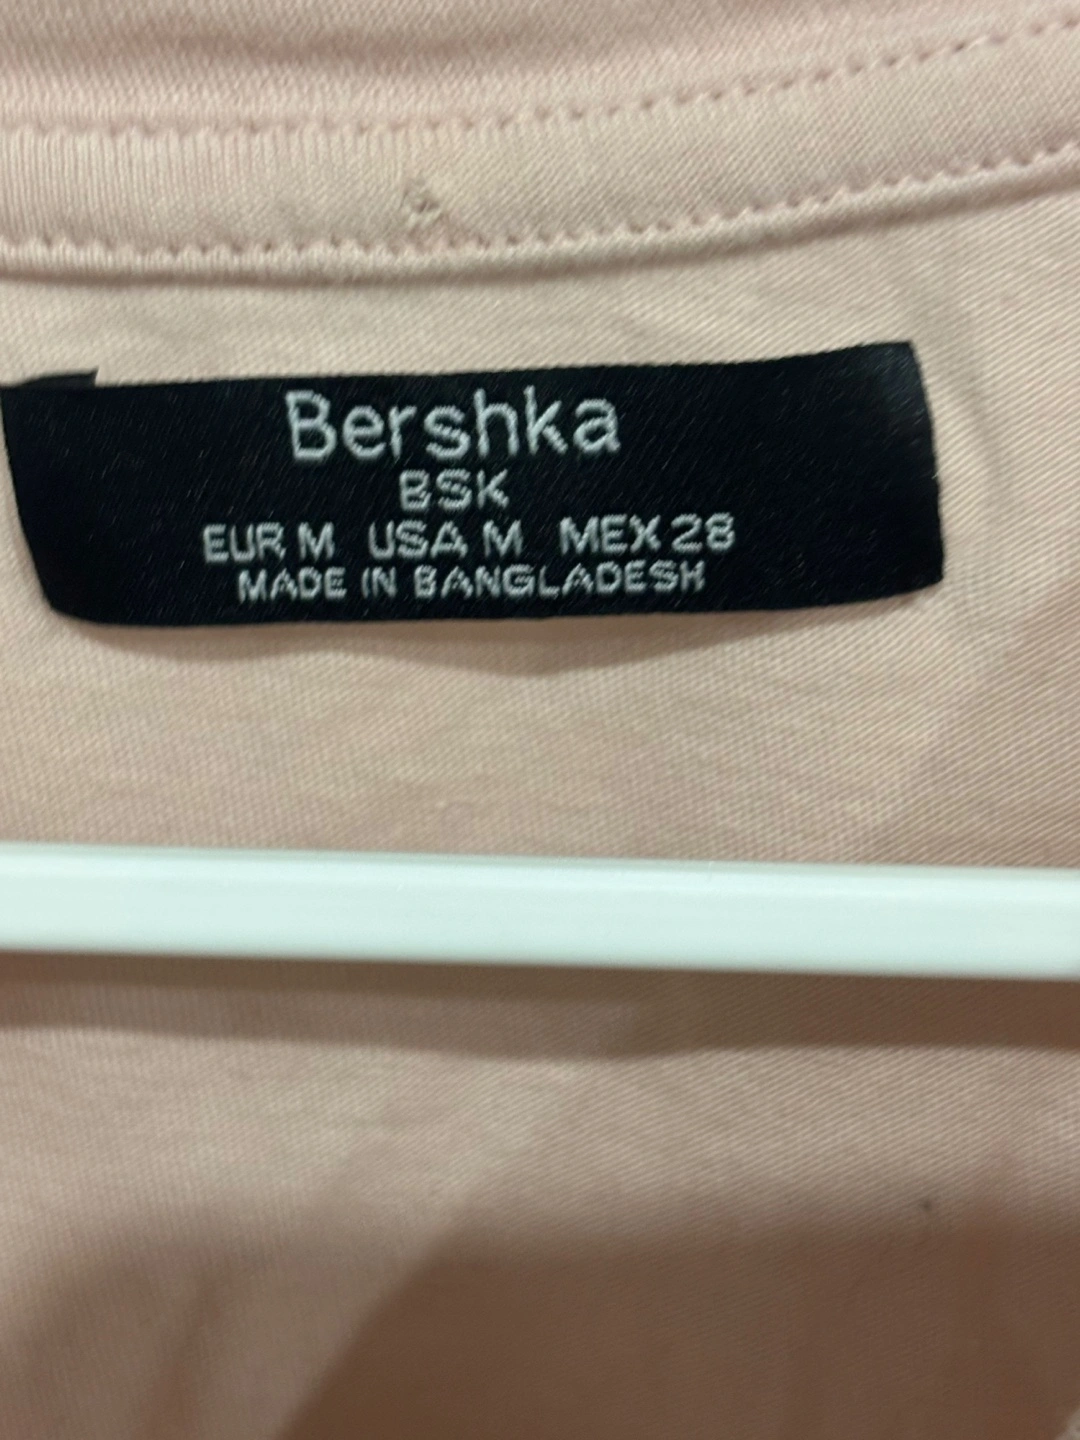 Bershka
BSK
EUR M USA M MEX 28
MADE IN BANGLADESH